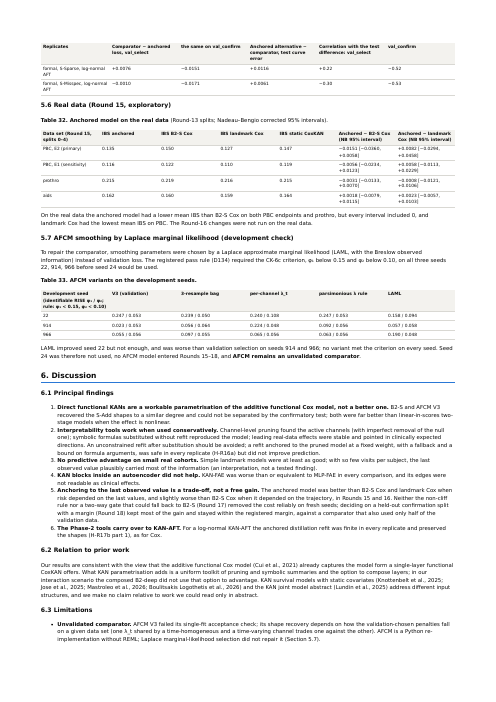 Replicates Comparator − anchored loss, val_select the same on val_confirm Anchored alternative − comparator, test curve error Correlation with the test difference: val_select val_confirm
formal, S-Sparse, log-normal AFT +0.0076 −0.0151 +0.0116 +0.22 −0.52
formal, S-Misspec, log-normal AFT −0.0010 −0.0171 +0.0061 −0.30 −0.53
5.6 Real data (Round 15, exploratory)
Table 32. Anchored model on the real data (Round-13 splits; Nadeau-Bengio corrected 95% intervals).
Data set (Round 15, splits 0-4) IBS anchored IBS B2-S Cox IBS landmark Cox IBS static CoxKAN Anchored − B2-S Cox (NB 95% interval) Anchored − landmark Cox (NB 95% interval)
PBC, E2 (primary) 0.135 0.150 0.127 0.147 −0.0151 [−0.0360, +0.0058] +0.0082 [−0.0294, +0.0458]
PBC, E1 (sensitivity) 0.116 0.122 0.110 0.119 −0.0056 [−0.0234, +0.0123] +0.0058 [−0.0113, +0.0229]
prothro 0.215 0.219 0.216 0.215 −0.0031 [−0.0133, +0.0070] −0.0008 [−0.0121, +0.0106]
aids 0.162 0.160 0.159 0.164 +0.0018 [−0.0079, +0.0115] +0.0023 [−0.0057, +0.0103]
On the real data the anchored model had a lower mean IBS than B2-S Cox on both PBC endpoints and prothro, but every interval included 0, and
landmark Cox had the lowest mean IBS on PBC. The Round-16 changes were not run on the real data.
5.7 AFCM smoothing by Laplace marginal likelihood (development check)
To repair the comparator, smoothing parameters were chosen by a Laplace approximate marginal likelihood (LAML, with the Breslow observed
information) instead of validation loss. The registered pass rule (D134) required the CK-6c criterion, φ₁ below 0.15 and φ₂ below 0.10, on all three seeds
22, 914, 966 before seed 24 would be used.
Table 33. AFCM variants on the development seeds.
Development seed (identifiable RISE φ₁ / φ₂; rule: φ₁ < 0.15, φ₂ < 0.10) V3 (validation) 3-resample bag per-channel λ_t parsimonious λ rule LAML
22 0.247 / 0.053 0.239 / 0.050 0.240 / 0.108 0.247 / 0.053 0.158 / 0.094
914 0.023 / 0.053 0.056 / 0.064 0.224 / 0.048 0.092 / 0.056 0.057 / 0.058
966 0.055 / 0.056 0.097 / 0.055 0.065 / 0.056 0.063 / 0.056 0.190 / 0.048
LAML improved seed 22 but not enough, and was worse than validation selection on seeds 914 and 966; no variant met the criterion on every seed. Seed
24 was therefore not used, no AFCM model entered Rounds 15–18, and AFCM remains an unvalidated comparator.
6. Discussion
6.1 Principal findings
1. Direct functional KANs are a workable parametrisation of the additive functional Cox model, not a better one. B2-S and AFCM V3
recovered the S-Add shapes to a similar degree and could not be separated by the confirmatory test; both were far better than linear-in-scores two-
stage models when the effect is nonlinear.
2. Interpretability tools work when used conservatively. Channel-level pruning found the active channels (with imperfect removal of the null
one); symbolic formulas substituted without refit reproduced the model; leading real-data effects were stable and pointed in clinically expected
directions. An unconstrained refit after substitution should be avoided; a refit anchored to the pruned model at a fixed weight, with a fallback and a
bound on formula arguments, was safe in every replicate (H-R16a) but did not improve prediction.
3. No predictive advantage on small real cohorts. Simple landmark models were at least as good; with so few visits per subject, the last
observed value plausibly carried most of the information (an interpretation, not a tested finding).
4. KAN blocks inside an autoencoder did not help. KAN-FAE was worse than or equivalent to MLP-FAE in every comparison, and its edges were
not readable as clinical effects.
5. Anchoring to the last observed value is a trade-off, not a free gain. The anchored model was better than B2-S Cox and landmark Cox when
risk depended on the last values, and slightly worse than B2-S Cox when it depended on the trajectory, in Rounds 15 and 16. Neither the non-cliff
rule nor a two-way gate that could fall back to B2-S (Round 17) removed the cost reliably on fresh seeds; deciding on a held-out confirmation split
with a margin (Round 18) kept most of the gain and stayed within the registered margin, against a comparator that also used only half of the
validation data.
6. The Phase-2 tools carry over to KAN-AFT. For a log-normal KAN-AFT the anchored distillation refit was finite in every replicate and preserved
the shapes (H-R17b part 1), as for Cox.
6.2 Relation to prior work
Our results are consistent with the view that the additive functional Cox model (Cui et al., 2021) already captures the model form a single-layer functional
CoxKAN offers. What KAN parametrisation adds is a uniform toolkit of pruning and symbolic summaries and the option to compose layers; in our
interaction scenario the composed B2-deep did not use that option to advantage. KAN survival models with static covariates (Knottenbelt et al., 2025;
Jose et al., 2025; Mastroleo et al., 2026; Boulitsakis Logothetis et al., 2026) and the KAN joint model abstract (Lundin et al., 2025) address different input
structures, and we make no claim relative to work we could read only in abstract.
6.3 Limitations
• Unvalidated comparator. AFCM V3 failed its single-fit acceptance check; its shape recovery depends on how the validation-chosen penalties fall
on a given data set (one λ_t shared by a time-homogeneous and a time-varying channel trades one against the other). AFCM is a Python re-
implementation without REML; Laplace marginal-likelihood selection did not repair it (Section 5.7).